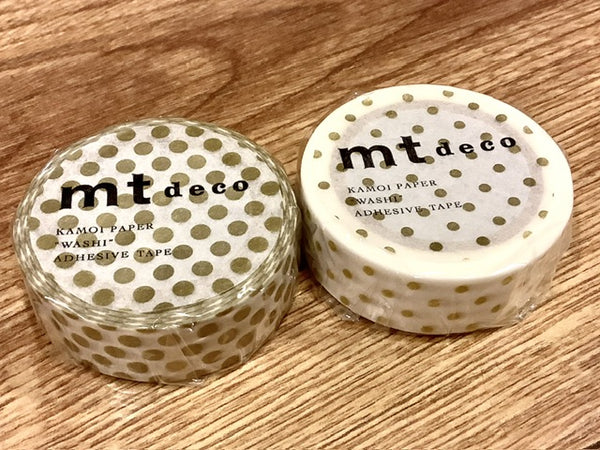 mt deco
KAMOI PAPER
"WASHI"
ADHESIVE TAPE
mt deco
KAMOI PAPER
"WASHI"
ADHESIVE TAPE